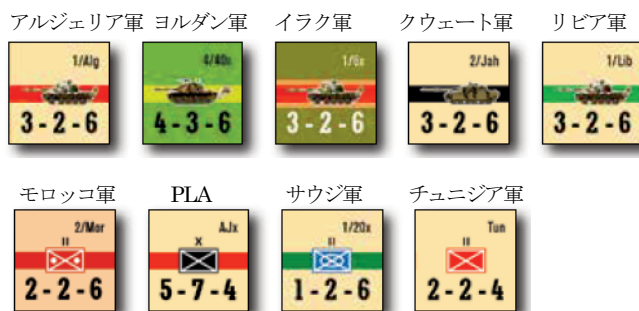 アルジェリア軍 ヨルダン軍 イラク軍 クウェート軍 リビア軍
1/Alg 4/40x 1/6x 2/Jah 1/Lib
3-2-6 4-3-6 3-2-6 3-2-6 3-2-6
モロッコ軍 PLA サウジ軍 チュニジア軍
2/Mor AJx 1/20x Tun
II X II II
2-2-6 5-7-4 1-2-6 2-2-4